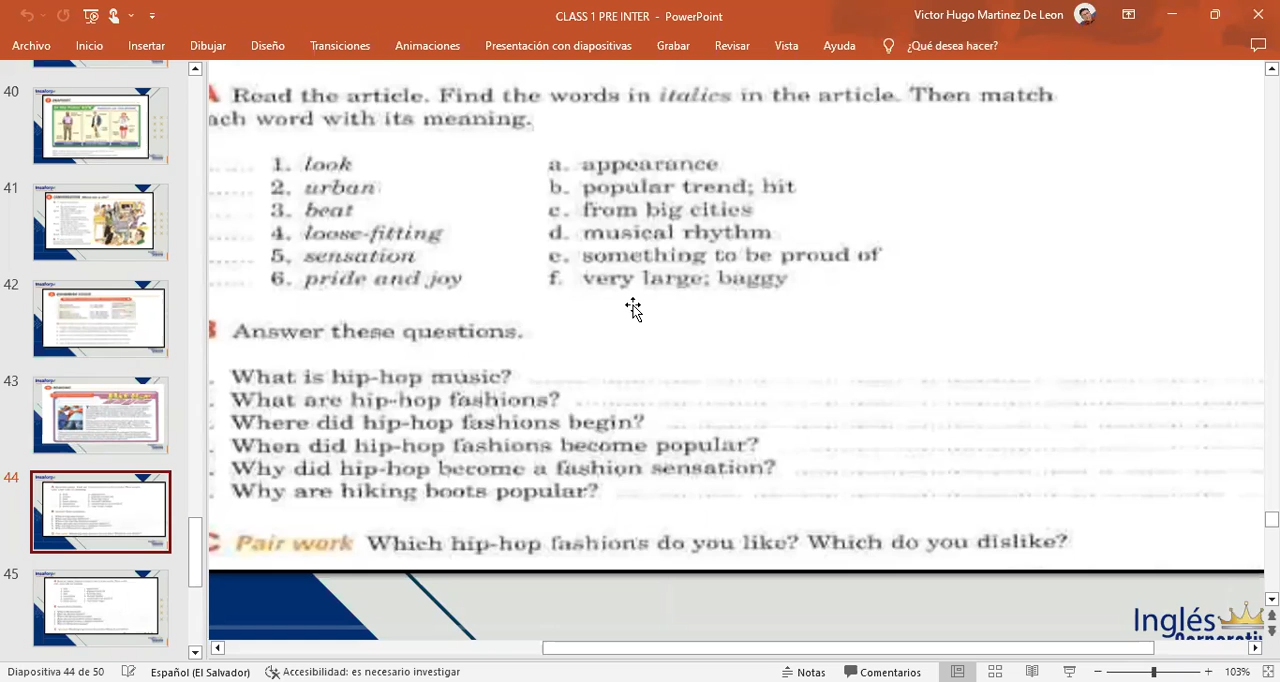 CLASS 1 PRE INTER - PowerPoint
Victor Hugo Martinez De Leon
Archivo Inicio Insertar Dibujar Diseño Transiciones Animaciones Presentación con diapositivas Grabar Revisar Vista Ayuda ¿Qué desea hacer?
40
41
42
43
44
45
A Read the article. Find the words in italics in the article. Then match
ach word with its meaning.
1. look a. appearance
2. urban b. popular trend; hit
3. beat c. from big cities
4. loose-fitting d. musical rhythm
5. sensation e. something to be proud of
6. pride and joy f. very large; baggy
B Answer these questions.
What is hip-hop music?
What are hip-hop fashions?
Where did hip-hop fashions begin?
When did hip-hop fashions become popular?
Why did hip-hop become a fashion sensation?
Why are hiking boots popular?
C Pair work Which hip-hop fashions do you like? Which do you dislike?
Inglés
Corporati
Diapositiva 44 de 50 Español (El Salvador) Accesibilidad: es necesario investigar Notas Comentarios 103%